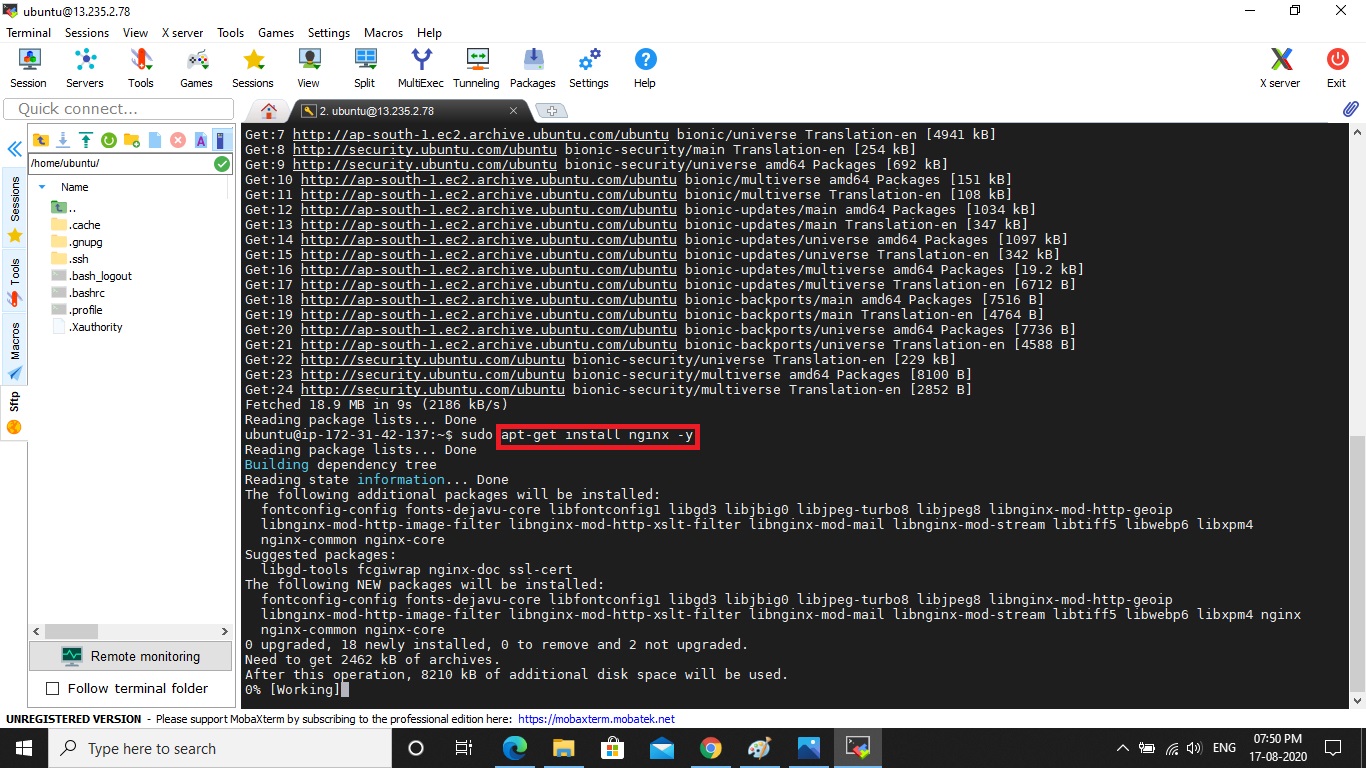 ubuntu@13.235.2.78
Terminal Sessions View X server Tools Games Settings Macros Help
Session Servers Tools Games Sessions View Split MultiExec Tunneling Packages Settings Help X server Exit
Quick connect...
2. ubuntu@13.235.2.78
/home/ubuntu/
Name
..
.cache
.gnupg
.ssh
.bash_logout
.bashrc
.profile
.Xauthority
Sessions
Tools
Macros
Sftp
Remote monitoring
Follow terminal folder
Get:7 http://ap-south-1.ec2.archive.ubuntu.com/ubuntu bionic/universe Translation-en [4941 kB]
Get:8 http://security.ubuntu.com/ubuntu bionic-security/main Translation-en [254 kB]
Get:9 http://security.ubuntu.com/ubuntu bionic-security/universe amd64 Packages [692 kB]
Get:10 http://ap-south-1.ec2.archive.ubuntu.com/ubuntu bionic/multiverse amd64 Packages [151 kB]
Get:11 http://ap-south-1.ec2.archive.ubuntu.com/ubuntu bionic/multiverse Translation-en [108 kB]
Get:12 http://ap-south-1.ec2.archive.ubuntu.com/ubuntu bionic-updates/main amd64 Packages [1034 kB]
Get:13 http://ap-south-1.ec2.archive.ubuntu.com/ubuntu bionic-updates/main Translation-en [347 kB]
Get:14 http://ap-south-1.ec2.archive.ubuntu.com/ubuntu bionic-updates/universe amd64 Packages [1097 kB]
Get:15 http://ap-south-1.ec2.archive.ubuntu.com/ubuntu bionic-updates/universe Translation-en [342 kB]
Get:16 http://ap-south-1.ec2.archive.ubuntu.com/ubuntu bionic-updates/multiverse amd64 Packages [19.2 kB]
Get:17 http://ap-south-1.ec2.archive.ubuntu.com/ubuntu bionic-updates/multiverse Translation-en [6712 B]
Get:18 http://ap-south-1.ec2.archive.ubuntu.com/ubuntu bionic-backports/main amd64 Packages [7516 B]
Get:19 http://ap-south-1.ec2.archive.ubuntu.com/ubuntu bionic-backports/main Translation-en [4764 B]
Get:20 http://ap-south-1.ec2.archive.ubuntu.com/ubuntu bionic-backports/universe amd64 Packages [7736 B]
Get:21 http://ap-south-1.ec2.archive.ubuntu.com/ubuntu bionic-backports/universe Translation-en [4588 B]
Get:22 http://security.ubuntu.com/ubuntu bionic-security/universe Translation-en [229 kB]
Get:23 http://security.ubuntu.com/ubuntu bionic-security/multiverse amd64 Packages [8100 B]
Get:24 http://security.ubuntu.com/ubuntu bionic-security/multiverse Translation-en [2852 B]
Fetched 18.9 MB in 9s (2186 kB/s)
Reading package lists... Done
ubuntu@ip-172-31-42-137:~$ sudo apt-get install nginx -y
Reading package lists... Done
Building dependency tree
Reading state information... Done
The following additional packages will be installed:
fontconfig-config fonts-dejavu-core libfontconfig1 libgd3 libjbig0 libjpeg-turbo8 libjpeg8 libnginx-mod-http-geoip
libnginx-mod-http-image-filter libnginx-mod-http-xslt-filter libnginx-mod-mail libnginx-mod-stream libtiff5 libwebp6 libxpm4
nginx-common nginx-core
Suggested packages:
libgd-tools fcgiwrap nginx-doc ssl-cert
The following NEW packages will be installed:
fontconfig-config fonts-dejavu-core libfontconfig1 libgd3 libjbig0 libjpeg-turbo8 libjpeg8 libnginx-mod-http-geoip
libnginx-mod-http-image-filter libnginx-mod-http-xslt-filter libnginx-mod-mail libnginx-mod-stream libtiff5 libwebp6 libxpm4 nginx
nginx-common nginx-core
0 upgraded, 18 newly installed, 0 to remove and 2 not upgraded.
Need to get 2462 kB of archives.
After this operation, 8210 kB of additional disk space will be used.
0% [Working]
UNREGISTERED VERSION - Please support MobaXterm by subscribing to the professional edition here: https://mobaxterm.mobatek.net
Type here to search
ENG
07:50 PM
17-08-2020